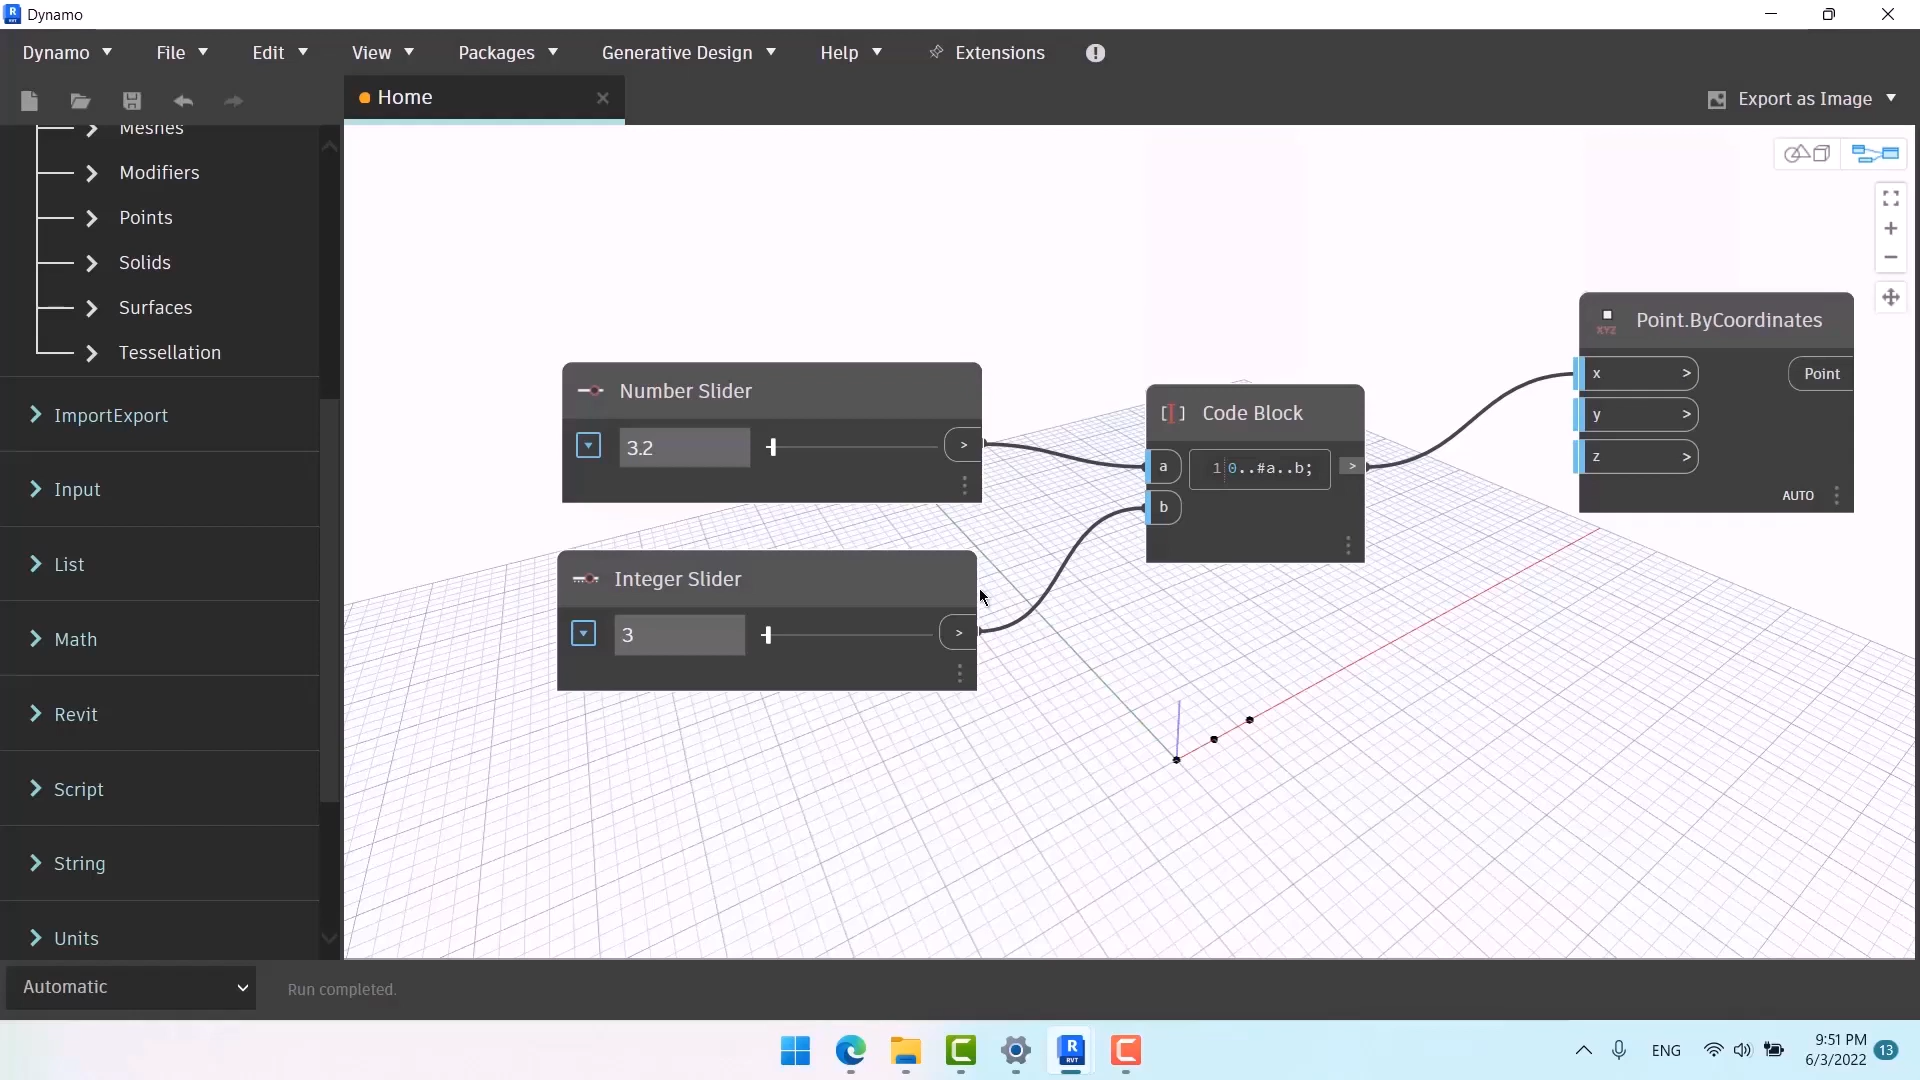 Dynamo
Dynamo File Edit View Packages Generative Design Help Extensions
Home
Export as Image
Meshes
Modifiers
Points
Solids
Surfaces
Tessellation
ImportExport
Input
List
Math
Revit
Script
String
Units
Number Slider
3.2 >
Integer Slider
3 >
Code Block
a 1 0..#a..b; >
b
Point.ByCoordinates
XYZ
x > Point
y >
z >
AUTO
Automatic
Run completed.
R
RVT
ENG
9:51 PM
6/3/2022
13